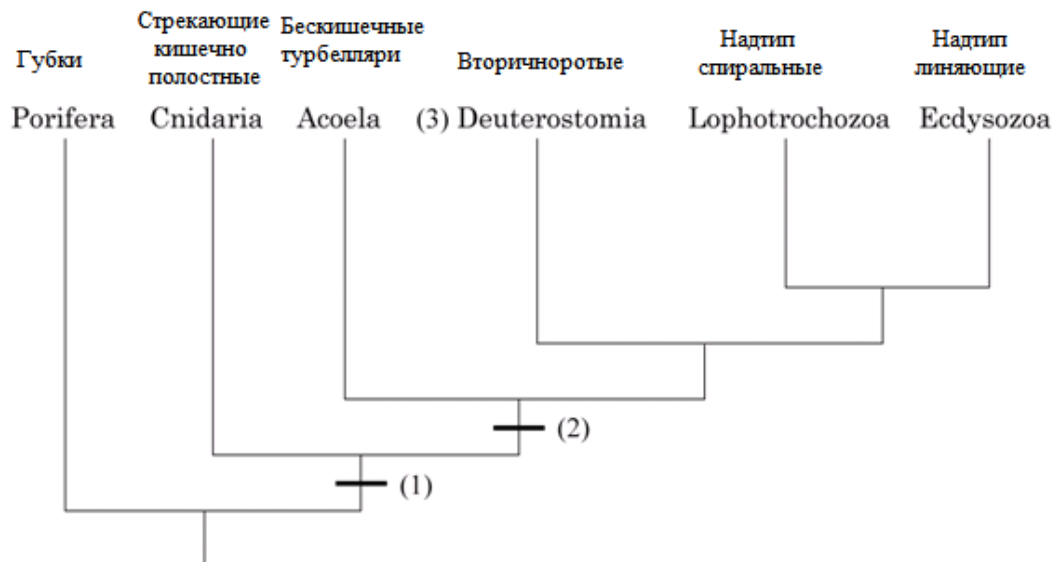 Губки
Стрекающие
кишечно
полостные
Бескишечные
турбелляри
Вторичноротые
Надтип
спиральные
Надтип
линяющие
Porifera
Cnidaria
Acoela
(3) Deuterostomia
Lophotrochozoa
Ecdysozoa
(2)
(1)